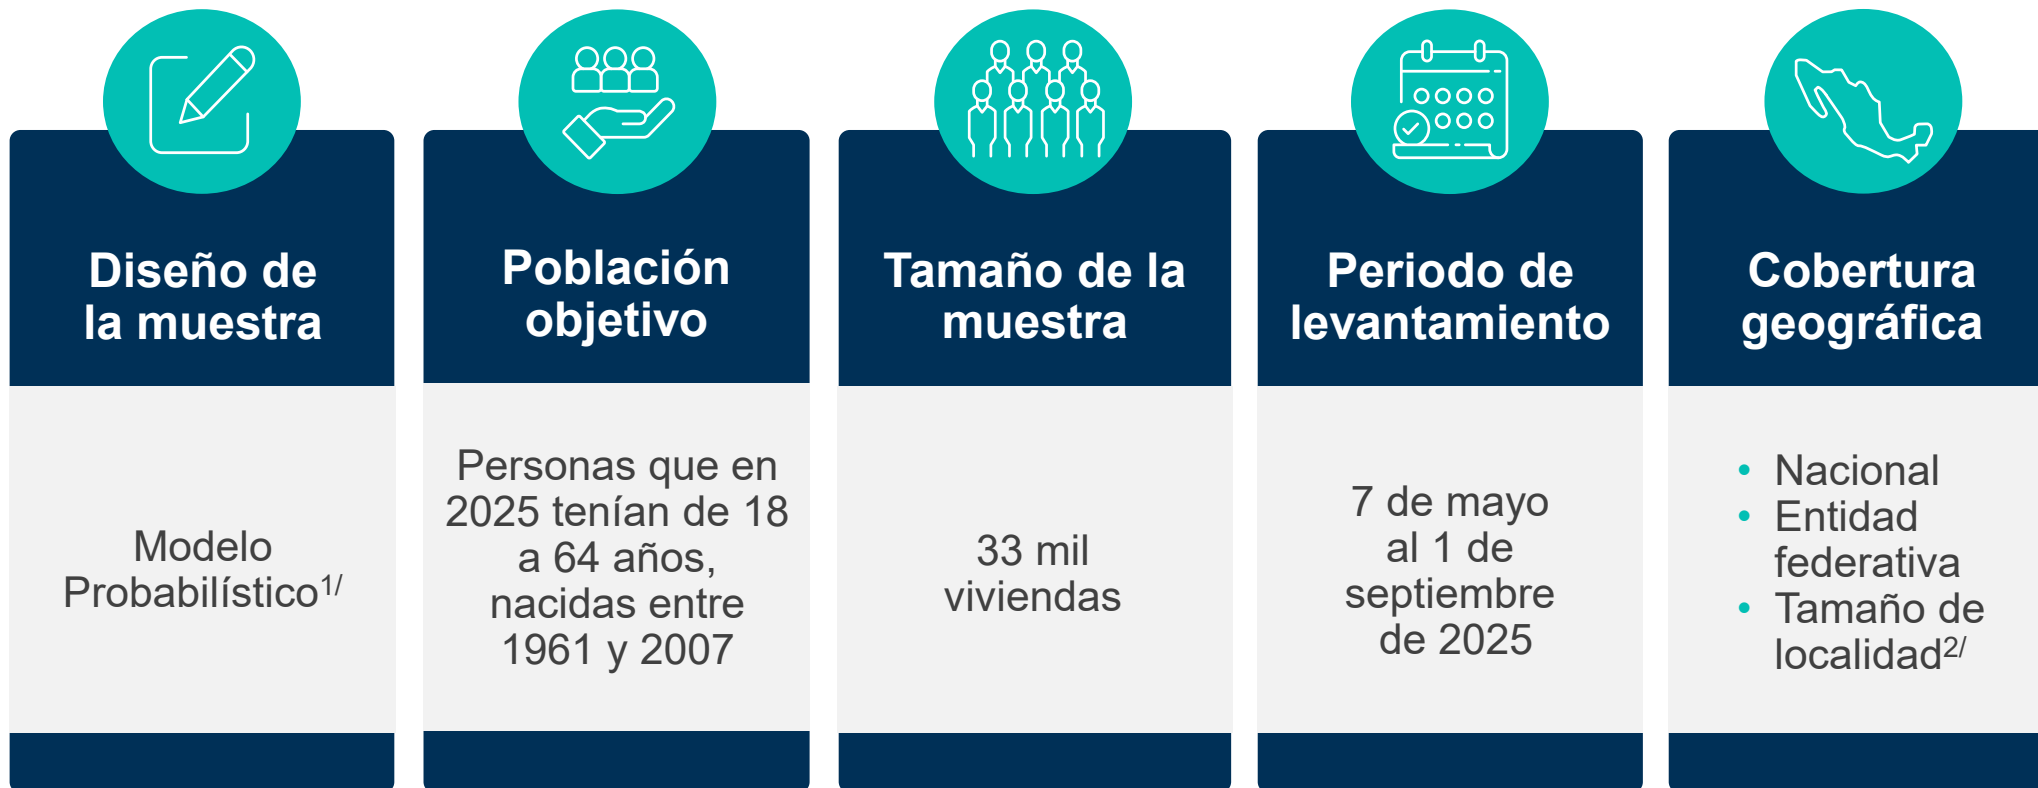 Diseño de
la muestra
Modelo
Probabilístico1/
Población
objetivo
Personas que en
2025 tenían de 18
a 64 años,
nacidas entre
1961 y 2007
Tamaño de la
muestra
33 mil
viviendas
Periodo de
levantamiento
7 de mayo
al 1 de
septiembre
de 2025
Cobertura
geográfica
• Nacional
• Entidad
federativa
• Tamaño de
localidad2/